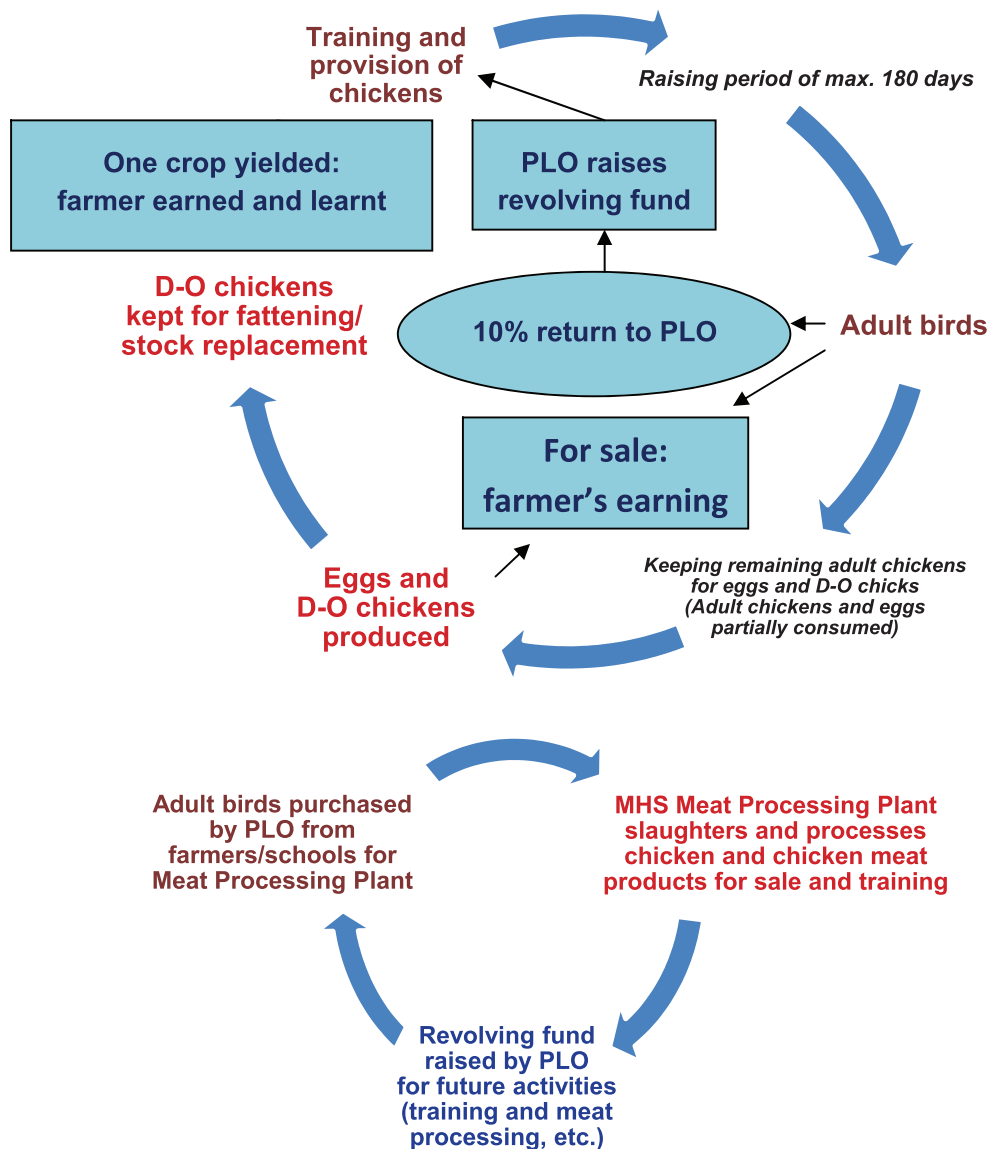 Training and
provision of
chickens
Raising period of max. 180 days
One crop yielded:
farmer earned and learnt
PLO raises
revolving fund
D-O chickens
kept for fattening/
stock replacement
10% return to PLO
Adult birds
For sale:
farmer’s earning
Keeping remaining adult chickens
for eggs and D-O chicks
(Adult chickens and eggs
partially consumed)
Eggs and
D-O chickens
produced
Adult birds purchased
by PLO from
farmers/schools for
Meat Processing Plant
MHS Meat Processing Plant
slaughters and processes
chicken and chicken meat
products for sale and training
Revolving fund
raised by PLO
for future activities
(training and meat
processing, etc.)